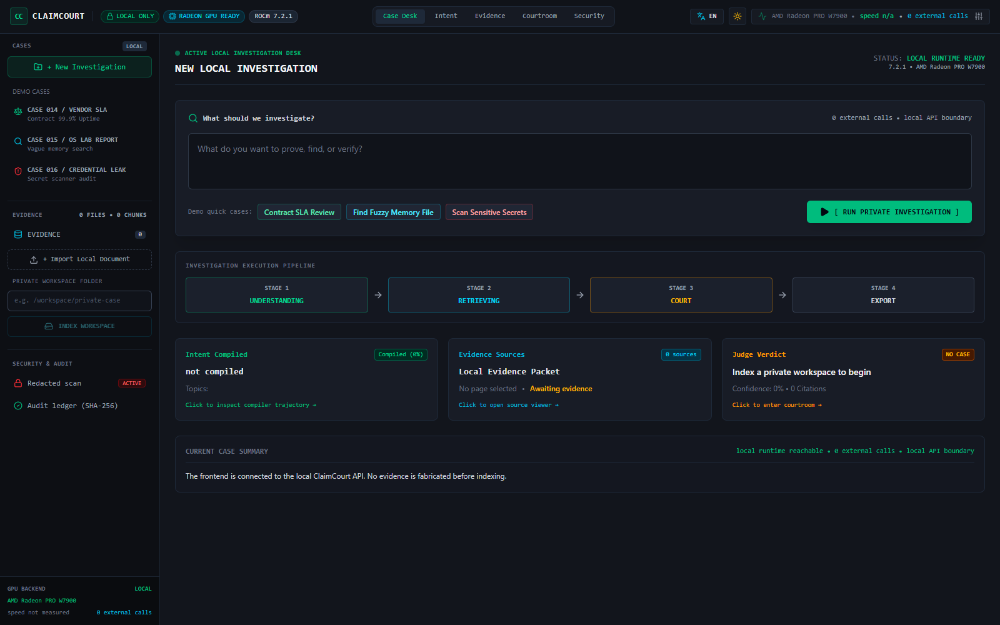 CC CLAIMCOURT LOCAL ONLY RADEON GPU READY ROCm 7.2.1
Case Desk Intent Evidence Courtroom Security
EN AMD Radeon PRO W7900 • speed n/a • 0 external calls
CASES LOCAL
+ New Investigation
DEMO CASES
CASE 014 / VENDOR SLA
Contract 99.9% Uptime
CASE 015 / OS LAB REPORT
Vague memory search
CASE 016 / CREDENTIAL LEAK
Secret scanner audit
EVIDENCE 0 FILES • 0 CHUNKS
EVIDENCE 0
+ Import Local Document
PRIVATE WORKSPACE FOLDER
e.g. /workspace/private-case
INDEX WORKSPACE
SECURITY & AUDIT
Redacted scan ACTIVE
Audit ledger (SHA-256)
GPU BACKEND LOCAL
AMD Radeon PRO W7900
speed not measured 0 external calls
ACTIVE LOCAL INVESTIGATION DESK
NEW LOCAL INVESTIGATION
STATUS: LOCAL RUNTIME READY
7.2.1 • AMD Radeon PRO W7900
What should we investigate?
0 external calls • local API boundary
What do you want to prove, find, or verify?
Demo quick cases: Contract SLA Review Find Fuzzy Memory File Scan Sensitive Secrets
[ RUN PRIVATE INVESTIGATION ]
INVESTIGATION EXECUTION PIPELINE
STAGE 1
UNDERSTANDING
→
STAGE 2
RETRIEVING
→
STAGE 3
COURT
→
STAGE 4
EXPORT
Intent Compiled Compiled (0%)
not compiled
Topics:
Click to inspect compiler trajectory →
Evidence Sources 0 sources
Local Evidence Packet
No page selected • Awaiting evidence
Click to open source viewer →
Judge Verdict NO CASE
Index a private workspace to begin
Confidence: 0% • 0 Citations
Click to enter courtroom →
CURRENT CASE SUMMARY
local runtime reachable • 0 external calls • local API boundary
The frontend is connected to the local ClaimCourt API. No evidence is fabricated before indexing.